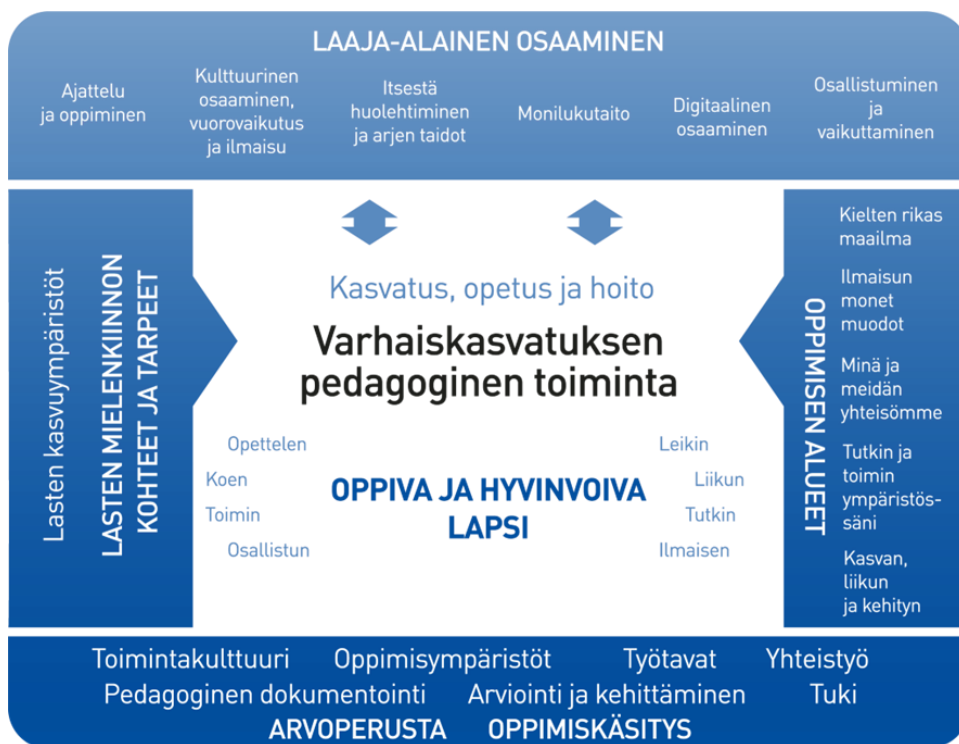 LAAJA-ALAINEN OSAAMINEN
Ajattelu
ja oppiminen
Kulttuurinen
osaaminen,
vuorovaikutus
ja ilmaisu
Itsestä
huolehtiminen
ja arjen taidot
Monilukutaito
Digitaalinen
osaaminen
Osallistuminen
ja
vaikuttaminen
Lasten kasvuympäristöt
LASTEN MIELENKIINNON
KOHTEET JA TARPEET
Kasvatus, opetus ja hoito
Varhaiskasvatuksen
pedagoginen toiminta
Opettelen
Koen
Toimin
Osallistun
OPPIVA JA HYVINVOIVA
LAPSI
Leikin
Liikun
Tutkin
Ilmaisen
OPPIMISEN ALUEET
Kielten rikas
maailma
Ilmaisun
monet
muodot
Minä ja
meidän
yhteisömme
Tutkin ja
toimin
ympäristös-
säni
Kasvan,
liikun
ja kehityn
Toimintakulttuuri Oppimisympäristöt Työtavat Yhteistyö
Pedagoginen dokumentointi Arviointi ja kehittäminen Tuki
ARVOPERUSTA OPPIMISKÄSITYS